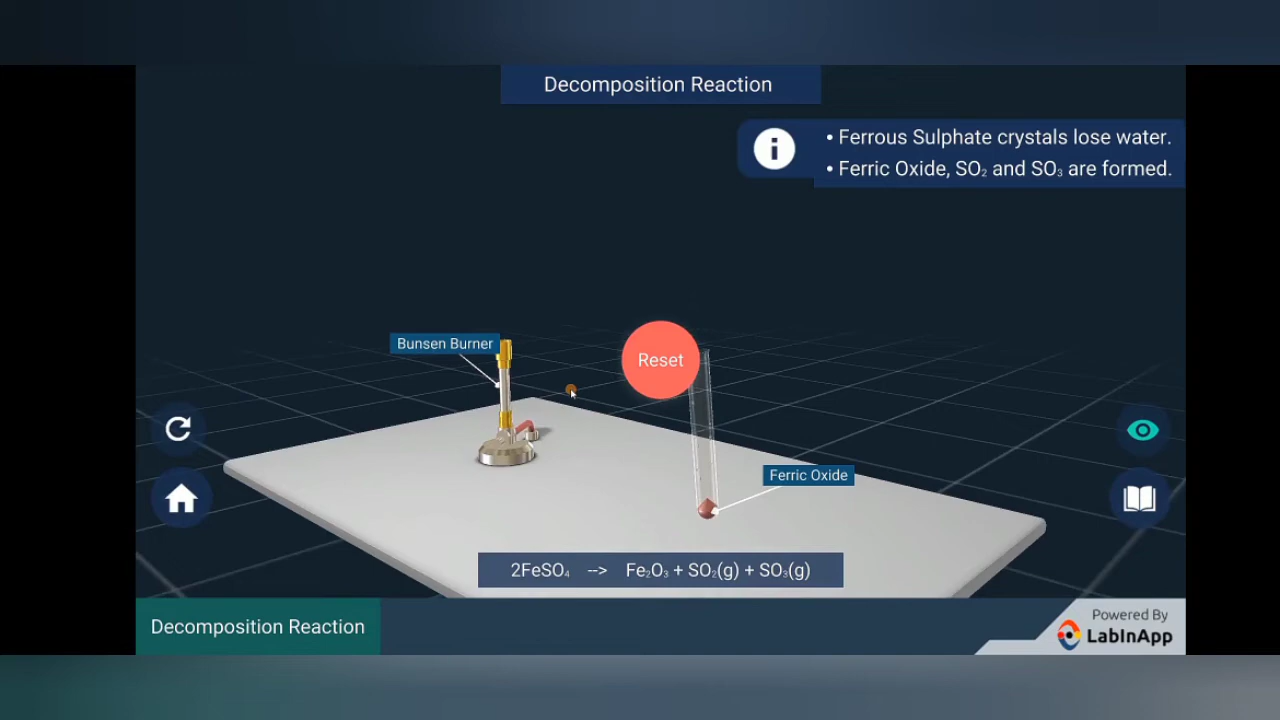 Decomposition Reaction
• Ferrous Sulphate crystals lose water.
• Ferric Oxide, SO₂ and SO₃ are formed.
Bunsen Burner
Reset
Ferric Oxide
2FeSO₄ --> Fe₂O₃ + SO₂(g) + SO₃(g)
Decomposition Reaction
Powered By
LabInApp